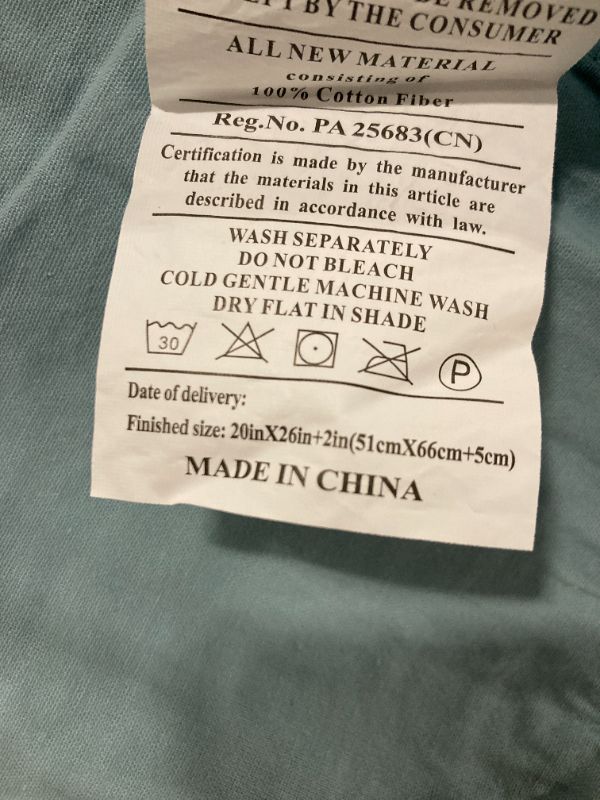 REMOVED
BY THE CONSUMER
ALL NEW MATERIAL
consisting of
100% Cotton Fiber
Reg.No. PA 25683(CN)
Certification is made by the manufacturer
that the materials in this article are
described in accordance with law.
WASH SEPARATELY
DO NOT BLEACH
COLD GENTLE MACHINE WASH
DRY FLAT IN SHADE
30
P
Date of delivery:
Finished size: 20inX26in+2in(51cmX66cm+5cm)
MADE IN CHINA